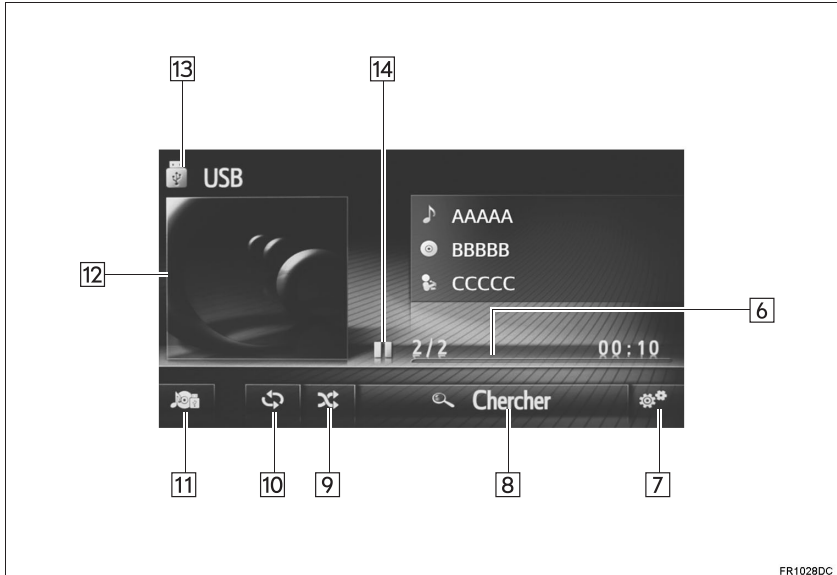 13 14
USB
AAAAA
BBBBB
12
CCCCC
6
2/2 00:10
Chercher
11 10 9 8 7
FR1028DC